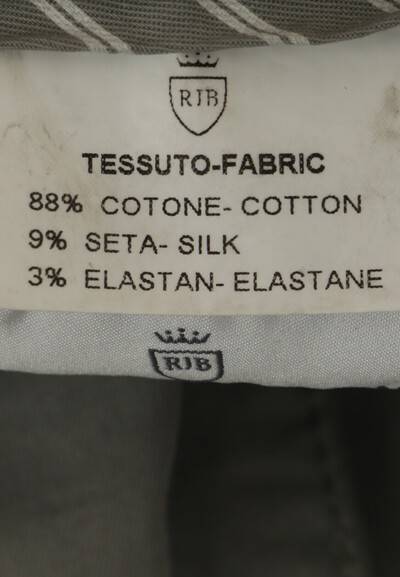 RJB
TESSUTO-FABRIC
88% COTONE- COTTON
9% SETA- SILK
3% ELASTAN- ELASTANE
RJB